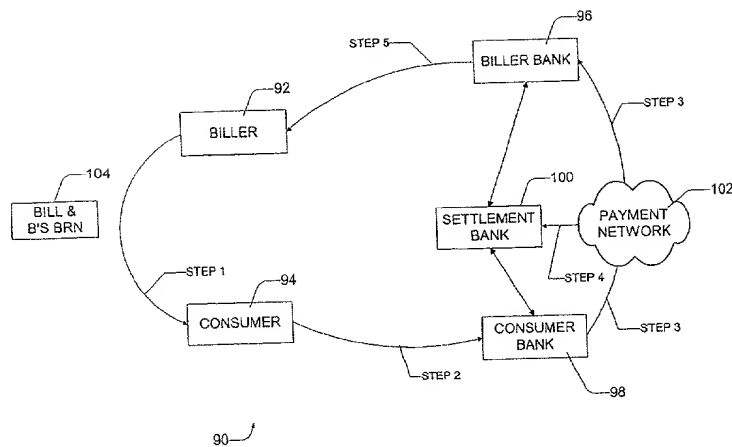 96
STEP 5
BILLER BANK
92
STEP 3
BILLER
104
100
102
BILL &
B'S BRN
SETTLEMENT
BANK
PAYMENT
NETWORK
STEP 1
94
STEP 4
CONSUMER
CONSUMER
BANK
STEP 3
STEP 2
98
90